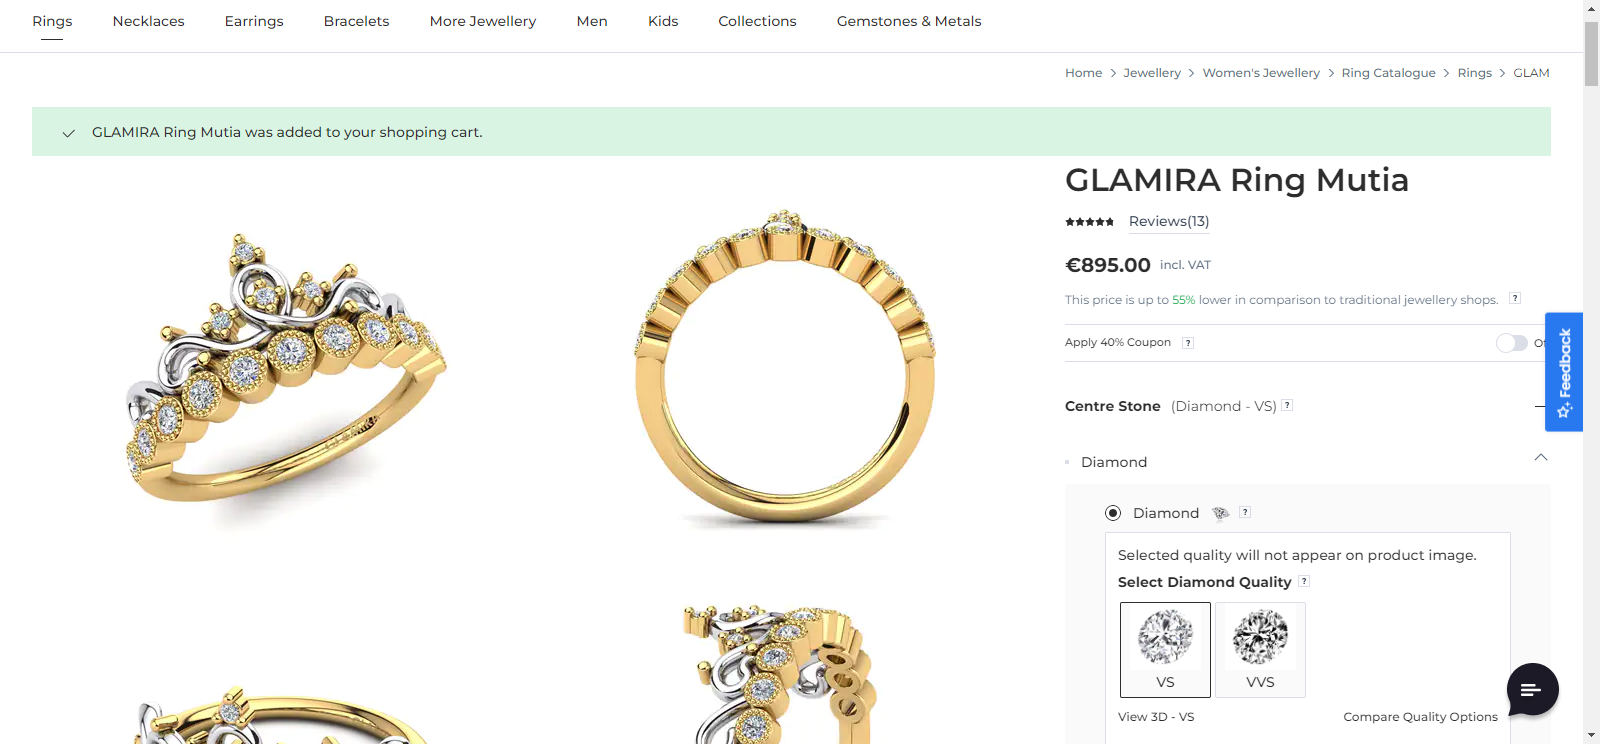 Rings Necklaces Earrings Bracelets More Jewellery Men Kids Collections Gemstones & Metals
Home > Jewellery > Women's Jewellery > Ring Catalogue > Rings > GLAM
GLAMIRA Ring Mutia was added to your shopping cart.
GLAMIRA Ring Mutia
Reviews(13)
€895.00 incl. VAT
This price is up to 55% lower in comparison to traditional jewellery shops. ?
Apply 40% Coupon ?
Feedback
Centre Stone (Diamond - VS) ?
Diamond
Diamond ?
Selected quality will not appear on product image.
Select Diamond Quality ?
VS VVS
View 3D - VS Compare Quality Options